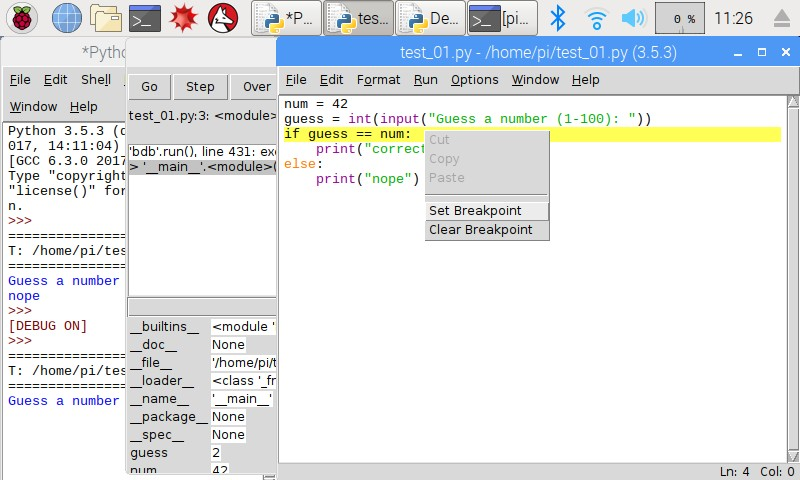 *P...
tes...
De...
[pi...
0 %
11:26
*Pyth
File Edit Shell
Window Help
Python 3.5.3 (d
017, 14:11:04)
[GCC 6.3.0 2017
Type "copyright
"license()" for
n.
>>>
===============
T: /home/pi/tes
===============
Guess a number
nope
>>>
[DEBUG ON]
>>>
===============
T: /home/pi/tes
===============
Guess a number
Go Step Over
test_01.py:3: <module>
'bdb'.run(), line 431: exe
> '__main__'.<module>(
__builtins__ <module '
__doc__ None
__file__ '/home/pi/t
__loader__ <class '_fr
__name__ '__main__'
__package__ None
__spec__ None
guess 2
num 42
test_01.py - /home/pi/test_01.py (3.5.3)
File Edit Format Run Options Window Help
num = 42
guess = int(input("Guess a number (1-100): "))
if guess == num:
print("correct
else:
print("nope")
Cut
Copy
Paste
Set Breakpoint
Clear Breakpoint
Ln: 4 Col: 0